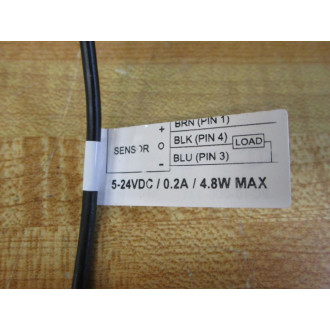 BRN (PIN 1)
+
BLK (PIN 4) LOAD
SENSOR O
BLU (PIN 3)
-
5-24VDC / 0.2A / 4.8W MAX